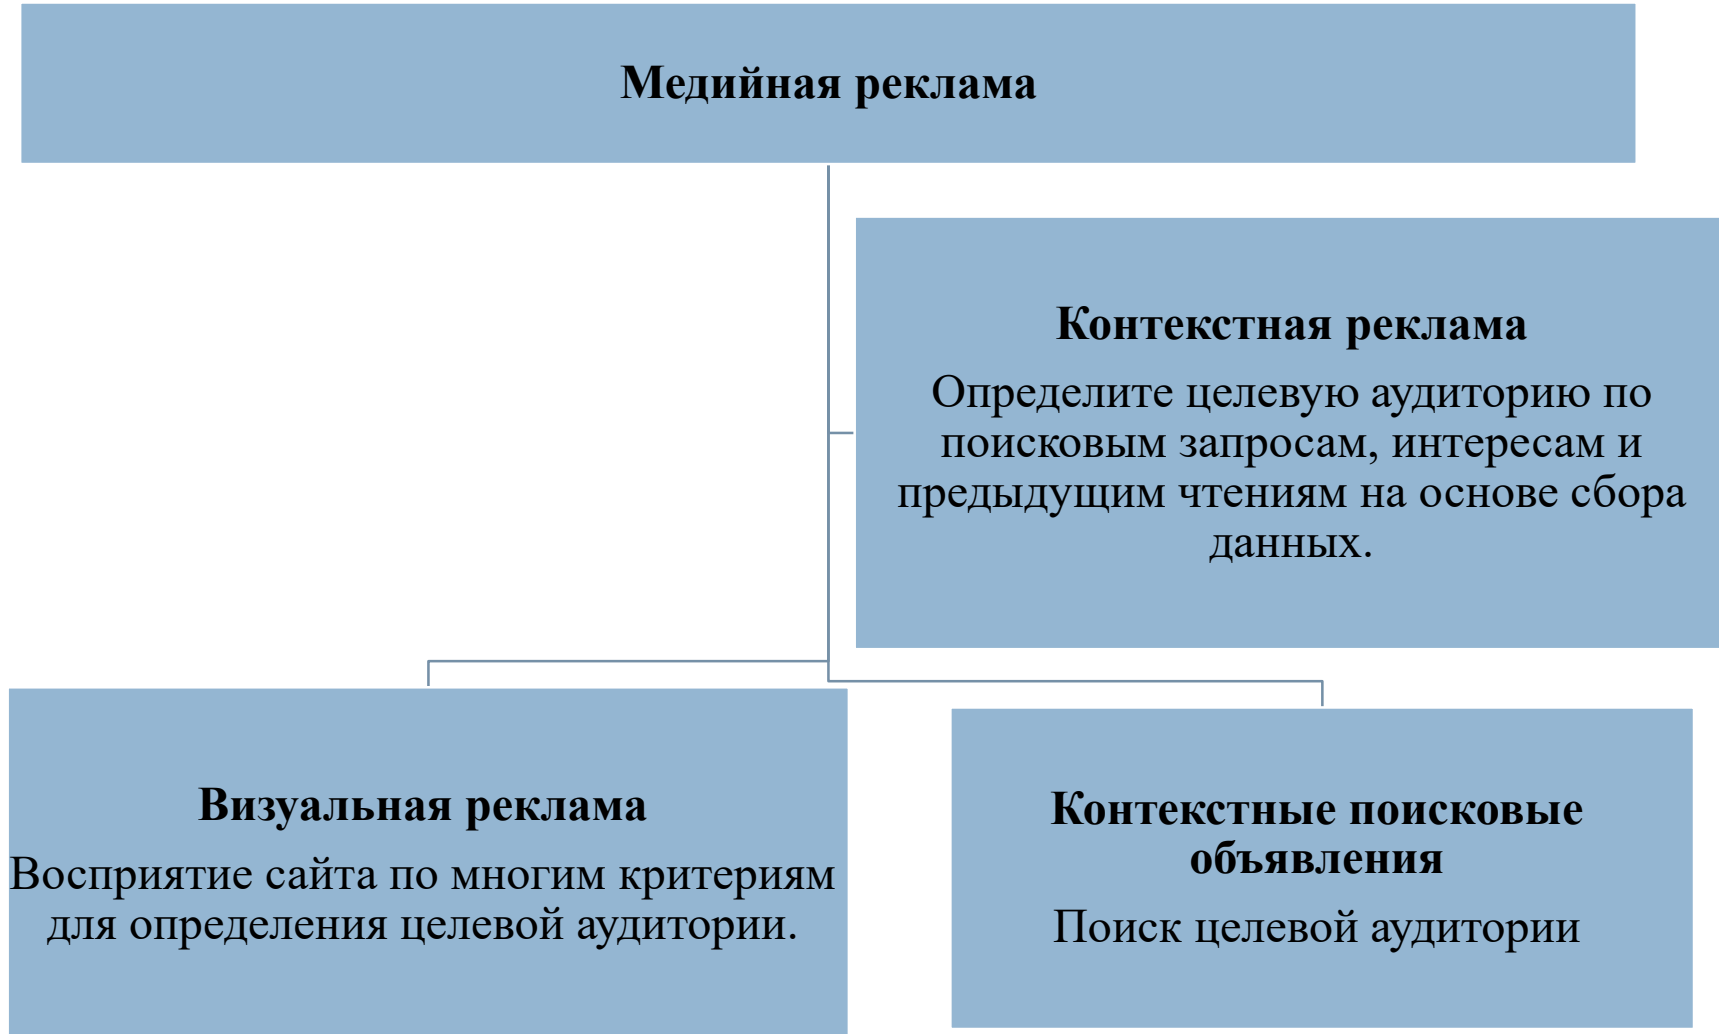 Медийная реклама
Контекстная реклама
Определите целевую аудиторию по
поисковым запросам, интересам и
предыдущим чтениям на основе сбора
данных.
Визуальная реклама
Восприятие сайта по многим критериям
для определения целевой аудитории.
Контекстные поисковые
объявления
Поиск целевой аудитории